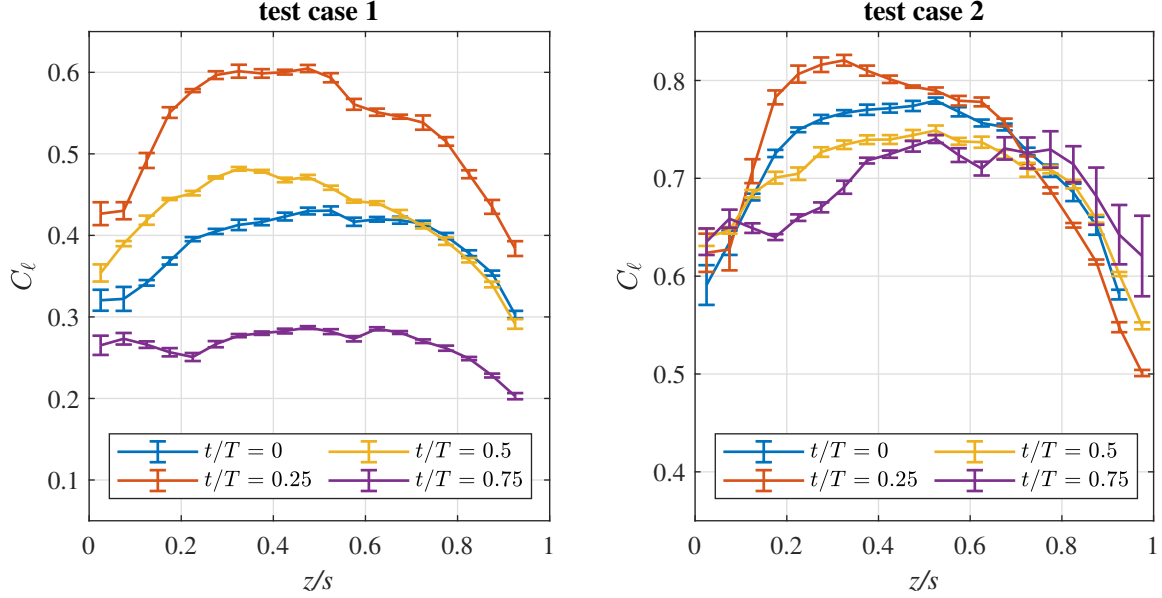 test case 1
0.6
0.5
0.4
0.3
0.2
0.1
C_ℓ
t/T = 0
t/T = 0.5
t/T = 0.25
t/T = 0.75
0 0.2 0.4 0.6 0.8 1
z/s
test case 2
0.8
0.7
0.6
0.5
0.4
C_ℓ
t/T = 0
t/T = 0.5
t/T = 0.25
t/T = 0.75
0 0.2 0.4 0.6 0.8 1
z/s